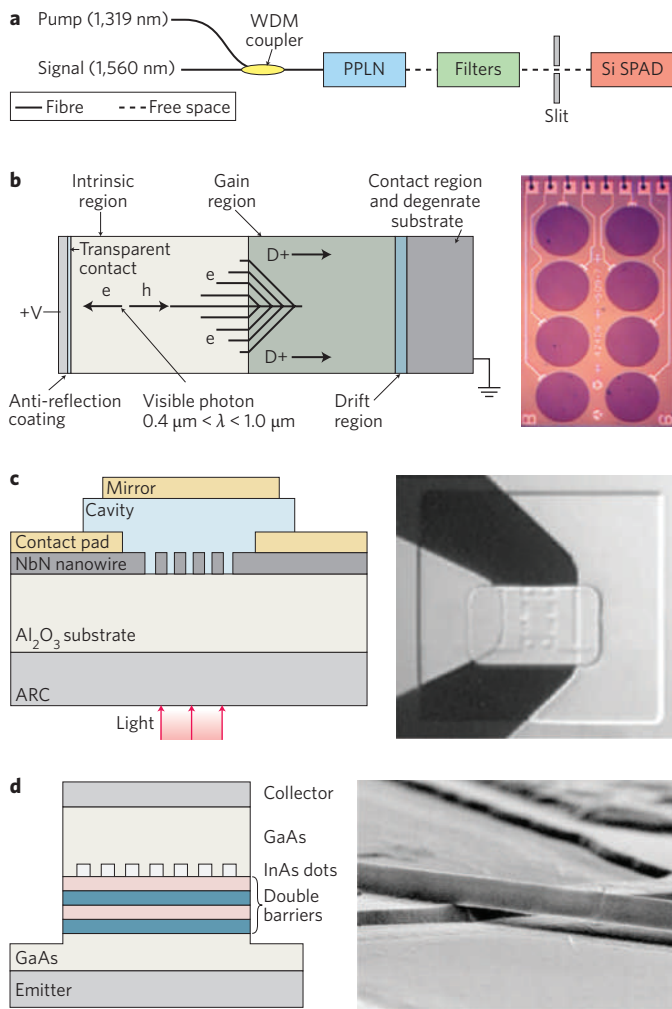 a
Pump (1,319 nm)
WDM
coupler
Signal (1,560 nm)
PPLN
Filters
Si SPAD
Fibre
Free space
Slit
b
Intrinsic
region
Gain
region
Contact region
and degenrate
substrate
Transparent
contact
D+
e
e
h
+V
e
D+
Anti-reflection
coating
Visible photon
0.4 μm < λ < 1.0 μm
Drift
region
c
Mirror
Cavity
Contact pad
NbN nanowire
Al₂O₃ substrate
ARC
Light
d
Collector
GaAs
InAs dots
Double
barriers
GaAs
Emitter